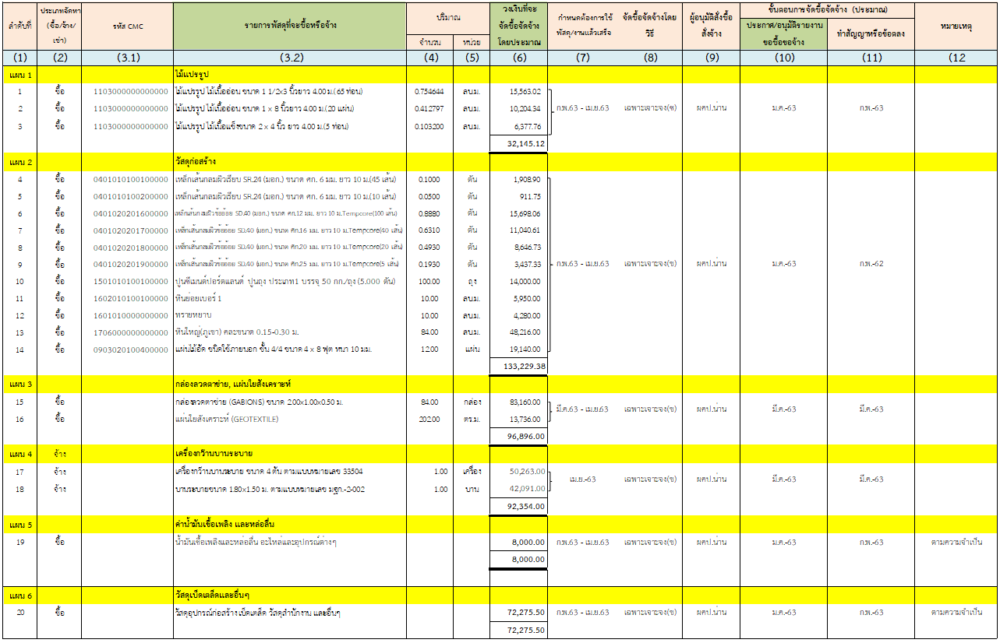 ลำดับที่ ประเภทจัดหา (ซื้อ/จ้าง/เช่า) รหัส CMC รายการพัสดุที่จะซื้อหรือจ้าง ปริมาณ จำนวน หน่วย วงเงินที่จะจัดซื้อจัดจ้างโดยประมาณ กำหนดต้องการใช้พัสดุ/งานแล้วเสร็จ จัดซื้อจัดจ้างโดยวิธี ผู้อนุมัติสั่งซื้อสั่งจ้าง ขั้นตอนการจัดซื้อจัดจ้าง (ประมาณ) ประกาศ/อนุมัติรายงานขอซื้อขอจ้าง ทำสัญญาหรือข้อตลง หมายเหตุ
(1) (2) (3.1) (3.2) (4) (5) (6) (7) (8) (9) (10) (11) (12
แผน 1 ไม้แปรรูป
1 ซื้อ 1103000000000000 ไม้แปรรูป ไม้เนื้ออ่อน ขนาด 1 1/2x3 นิ้วยาว 4.00 ม.(65 ท่อน) 0.754644 ลบ.ม. 15,563.02
2 ซื้อ 1103000000000000 ไม้แปรรูป ไม้เนื้ออ่อน ขนาด 1 x 8 นิ้วยาว 4.00 ม.(20 แผ่น) 0.412797 ลบ.ม. 10,204.34 ก.พ.63 - เม.ย.63 เฉพาะเจาะจง(ค) ผคป.น่าน ม.ค.-63 ก.พ.-63
3 ซื้อ 1103000000000000 ไม้แปรรูป ไม้เนื้อแข็งขนาด 2 x 4 นิ้ว ยาว 4.00 ม.(5 ท่อน) 0.103200 ลบ.ม. 6,377.76
32,145.12
แผน 2 วัสดุก่อสร้าง
4 ซื้อ 0401010100100000 เหล็กเส้นกลมผิวเรียบ SR.24 (มอก.) ขนาด ศก. 6 มม. ยาว 10 ม.(45 เส้น) 0.1000 ตัน 1,908.90
5 ซื้อ 0401010100200000 เหล็กเส้นกลมผิวเรียบ SR.24 (มอก.) ขนาด ศก. 6 มม. ยาว 10 ม.(10 เส้น) 0.0500 ตัน 911.75
6 ซื้อ 0401020201600000 เหล็กเส้นกลมผิวข้ออ้อย SD.40 (มอก.) ขนาด ศก.12 มม. ยาว 10 ม.Tempcore(100 เส้น) 0.8880 ตัน 15,698.06
7 ซื้อ 0401020201700000 เหล็กเส้นกลมผิวข้ออ้อย SD.40 (มอก.) ขนาด ศก.16 มม. ยาว 10 ม.Tempcore(40 เส้น) 0.6310 ตัน 11,040.61
8 ซื้อ 0401020201800000 เหล็กเส้นกลมผิวข้ออ้อย SD.40 (มอก.) ขนาด ศก.20 มม. ยาว 10 ม.Tempcore(20 เส้น) 0.4930 ตัน 8,646.73
9 ซื้อ 0401020201900000 เหล็กเส้นกลมผิวข้ออ้อย SD.40 (มอก.) ขนาด ศก.25 มม. ยาว 10 ม.Tempcore(5 เส้น) 0.1930 ตัน 3,437.33 ก.พ.63 - เม.ย.63 เฉพาะเจาะจง(ข) ผคป.น่าน ม.ค.-63 ก.พ.-62
10 ซื้อ 1501010100100000 ปูนซีเมนต์ปอร์ตแลนด์ ปูนถุง ประเภท1 บรรจุ 50 กก./ถุง (5.000 ตัน) 100.00 ถุง 14,000.00
11 ซื้อ 1602010100100000 หินย่อยเบอร์ 1 10.00 ลบ.ม. 5,950.00
12 ซื้อ 1601010000000000 ทรายหยาบ 10.00 ลบ.ม. 4,280.00
13 ซื้อ 1706000000000000 หินใหญ่(ภูเขา) คละขนาด 0.15-0.30 ม. 84.00 ลบ.ม. 48,216.00
14 ซื้อ 0903020100400000 แผ่นไม้อัด ชนิดใช้ภายนอก ชั้น 4/4 ขนาด 4 x 8 ฟุต หนา 10 มม. 12.00 แผ่น 19,140.00
133,229.38
แผน 3 กล่องลวดตาข่าย, แผ่นใยสังเคราะห์
15 ซื้อ กล่องลวดตาข่าย (GABIONS) ขนาด 2.00x1.00x0.50 ม. 84.00 กล่อง 83,160.00 มี.ค.63 - เม.ย.63 เฉพาะเจาะจง(ข) ผคป.น่าน มี.ค.-63 มี.ค.-63
16 ซื้อ แผ่นใยสังเคราะห์ (GEOTEXTILE) 202.00 ตร.ม. 13,736.00
96,896.00
แผน 4 จ้าง เครื่องกว้านบานระบาย
17 จ้าง เครื่องกว้านบานระบาย ขนาด 4 ตัน ตามแบบหมายเลข 33504 1.00 เครื่อง 50,263.00 เม.ย.-63 เฉพาะเจาะจง(ข) ผคป.น่าน มี.ค.-63 มี.ค.-63
18 จ้าง บานระบายขนาด 1.80x1.50 ม. ตามแบบหมายเลข มฐก.-2-002 1.00 บาน 42,091.00
92,354.00
แผน 5 ค่าน้ำมันเชื้อเพลิง และหล่อลื่น
19 ซื้อ น้ำมันเชื้อเพลิงและหล่อลื่น อะไหล่และอุปกรณ์ต่างๆ 8,000.00 ก.พ.63 - เม.ย.63 เฉพาะเจาะจง(ข) ผคป.น่าน ม.ค.-63 ก.พ.-63 ตามความจำเป็น
8,000.00
แผน 6 วัสดุเบ็ดเตล็ดและอื่นๆ
20 ซื้อ วัสดุอุปกรณ์ก่อสร้าง เบ็ดเตล็ด วัสดุสำนักงาน และอื่นๆ 72,275.50 ก.พ.63 - เม.ย.63 เฉพาะเจาะจง(ข) ผคป.น่าน ม.ค.-63 ก.พ.-63 ตามความจำเป็น
72,275.50